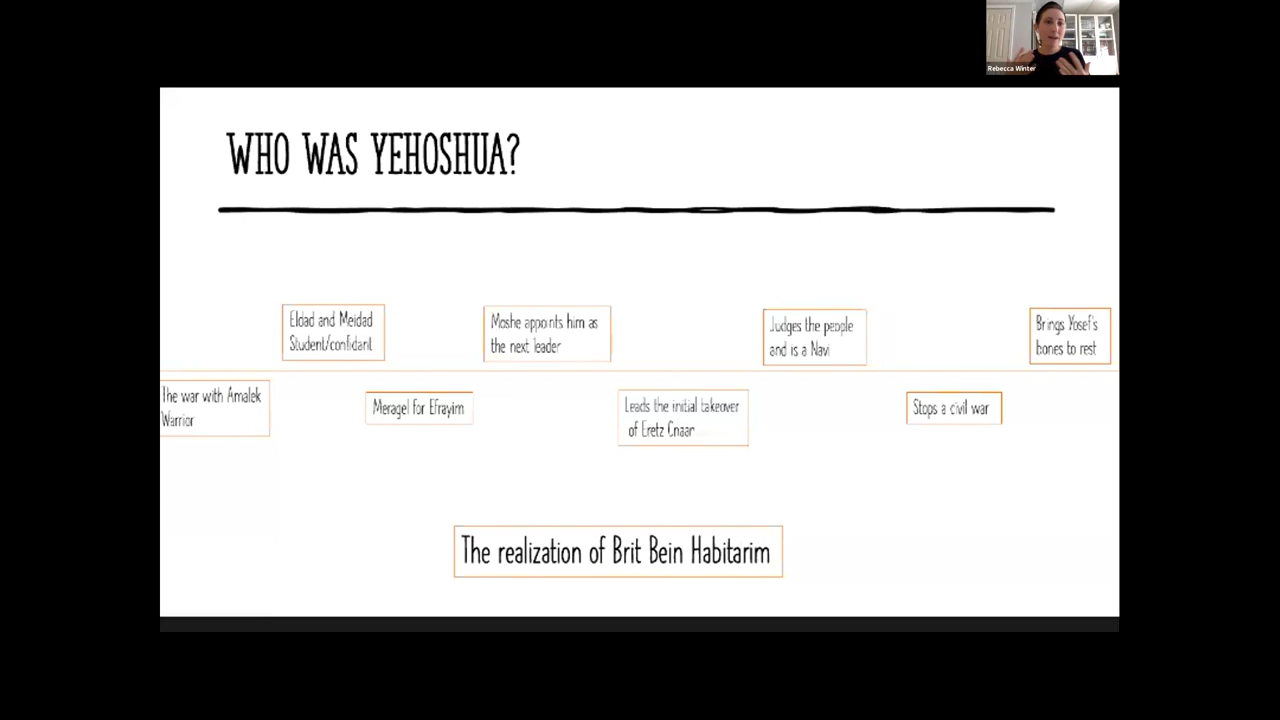 Rebecca Winter
WHO WAS YEHOSHUA?
The war with Amalek
Warrior
Eldad and Meidad
Student/confidant
Meragel for Efrayim
Moshe appoints him as
the next leader
Leads the initial takeover
of Eretz Cnaan
Judges the people
and is a Navi
Stops a civil war
Brings Yosef's
bones to rest
The realization of Brit Bein Habitarim